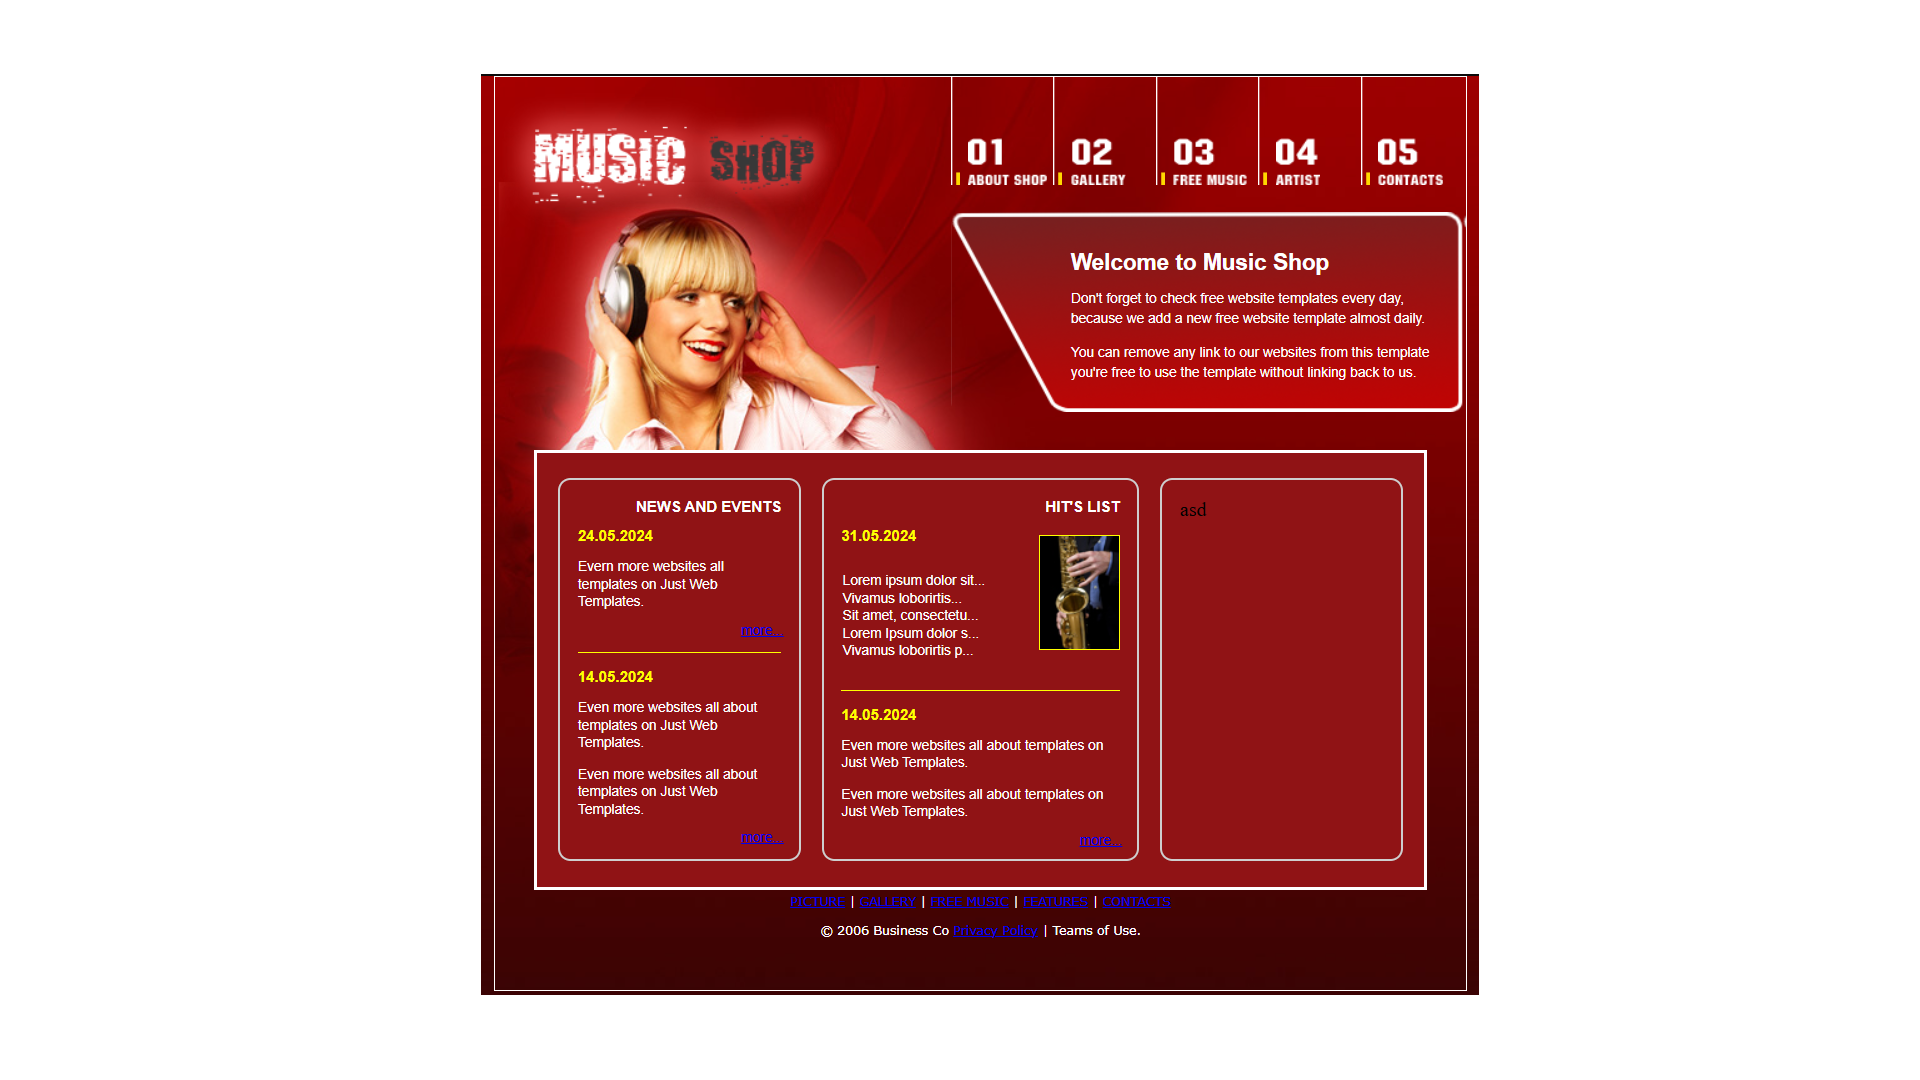 MUSIC SHOP
01 02 03 04 05
ABOUT SHOP GALLERY FREE MUSIC ARTIST CONTACTS
Welcome to Music Shop
Don't forget to check free website templates every day,
because we add a new free website template almost daily.
You can remove any link to our websites from this template
you're free to use the template without linking back to us.
NEWS AND EVENTS
24.05.2024
Evern more websites all
templates on Just Web
Templates.
more...
14.05.2024
Even more websites all about
templates on Just Web
Templates.
Even more websites all about
templates on Just Web
Templates.
more...
HIT'S LIST
31.05.2024
Lorem ipsum dolor sit...
Vivamus loborirtis...
Sit amet, consectetu...
Lorem Ipsum dolor s...
Vivamus loborirtis p...
14.05.2024
Even more websites all about templates on
Just Web Templates.
Even more websites all about templates on
Just Web Templates.
more...
asd
PICTURE | GALLERY | FREE MUSIC | FEATURES | CONTACTS
© 2006 Business Co Privacy Policy | Teams of Use.